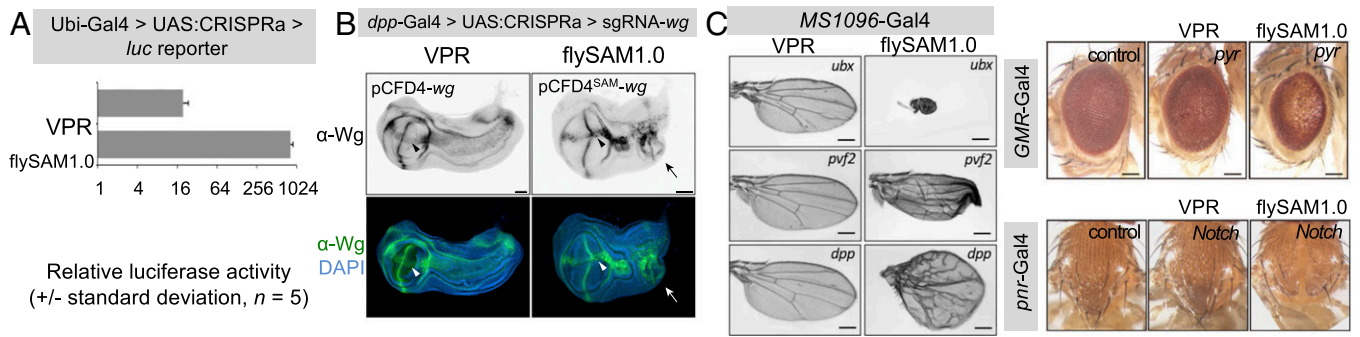 A
Ubi-Gal4 > UAS:CRISPRa >
luc reporter
VPR
flySAM1.0
1 4 16 64 256 1024
Relative luciferase activity
(+/- standard deviation, n = 5)
B
dpp-Gal4 > UAS:CRISPRa > sgRNA-wg
VPR flySAM1.0
α-Wg
pCFD4-wg pCFD4SAM-wg
α-Wg
DAPI
C
MS1096-Gal4
VPR flySAM1.0
ubx ubx
pvf2 pvf2
dpp dpp
GMR-Gal4
VPR flySAM1.0
control pyr pyr
pnr-Gal4
VPR flySAM1.0
control Notch Notch